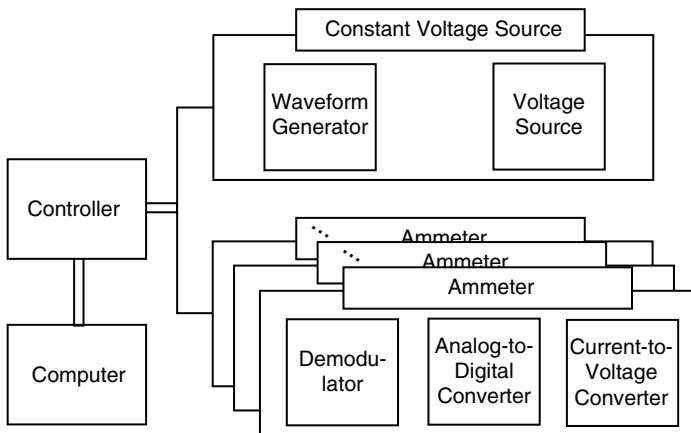 Constant Voltage Source
Waveform
Generator
Voltage
Source
Controller
Ammeter
Ammeter
Ammeter
Computer
Demodu-
lator
Analog-to-
Digital
Converter
Current-to-
Voltage
Converter